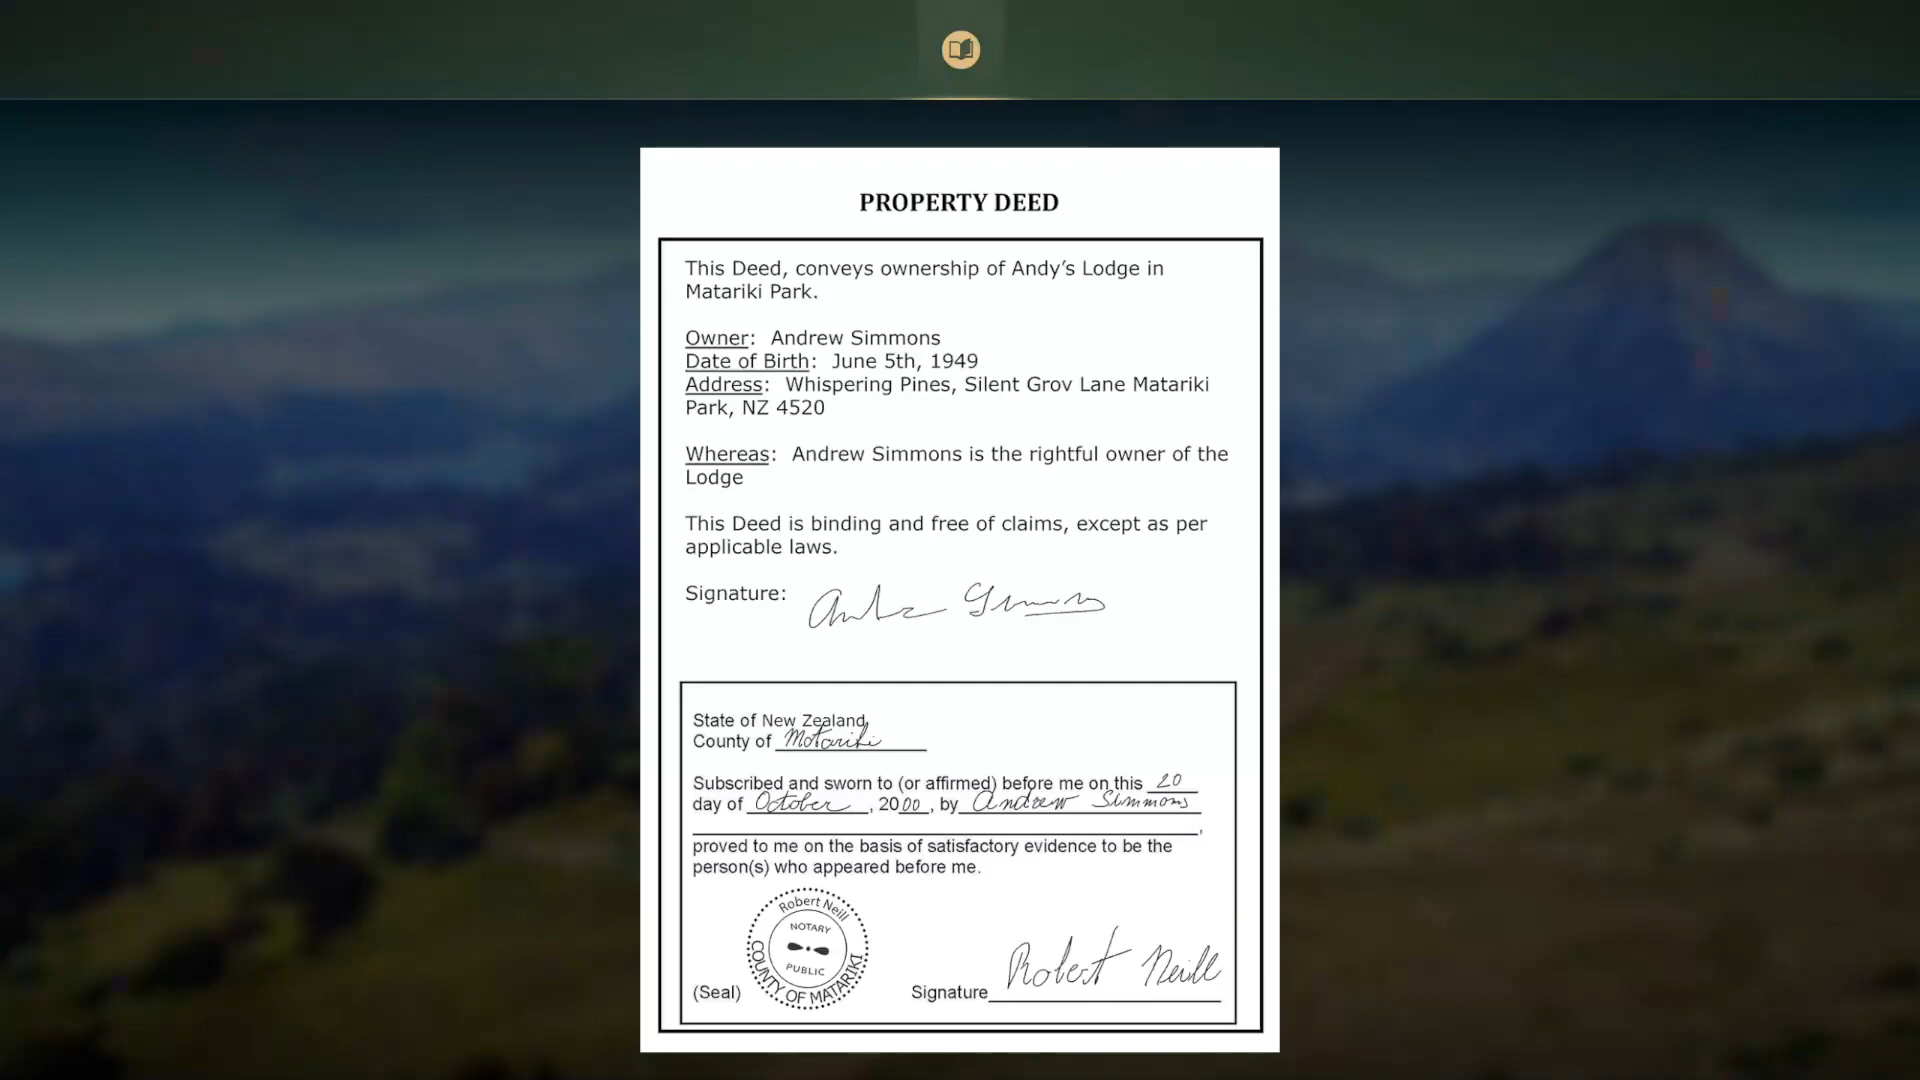 PROPERTY DEED
This Deed, conveys ownership of Andy’s Lodge in
Matariki Park.
Owner: Andrew Simmons
Date of Birth: June 5th, 1949
Address: Whispering Pines, Silent Grov Lane Matariki
Park, NZ 4520
Whereas: Andrew Simmons is the rightful owner of the
Lodge
This Deed is binding and free of claims, except as per
applicable laws.
Signature:
State of New Zealand,
County of Matariki
Subscribed and sworn to (or affirmed) before me on this 20
day of October, 2000, by Andrew Simmons
,
proved to me on the basis of satisfactory evidence to be the
person(s) who appeared before me.
Robert Neill
NOTARY
PUBLIC
COUNTY OF MATARIKI
(Seal)
Signature Robert Neill